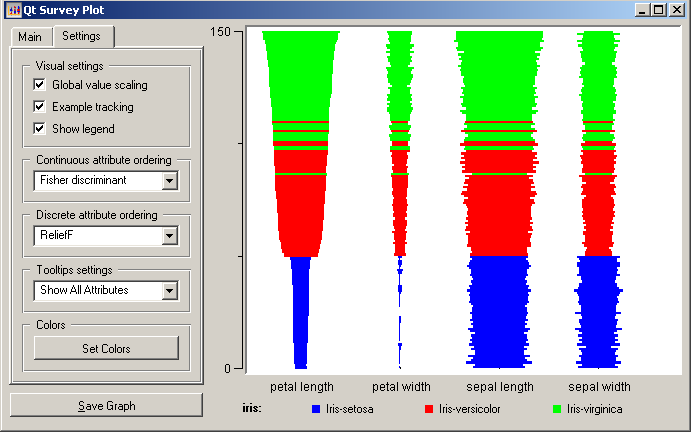 Qt Survey Plot
Main
Settings
Visual settings
Global value scaling
Example tracking
Show legend
Continuous attribute ordering
Fisher discriminant
Discrete attribute ordering
ReliefF
Tooltips settings
Show All Attributes
Colors
Set Colors
Save Graph
150
0
petal length petal width sepal length sepal width
iris: Iris-setosa Iris-versicolor Iris-virginica